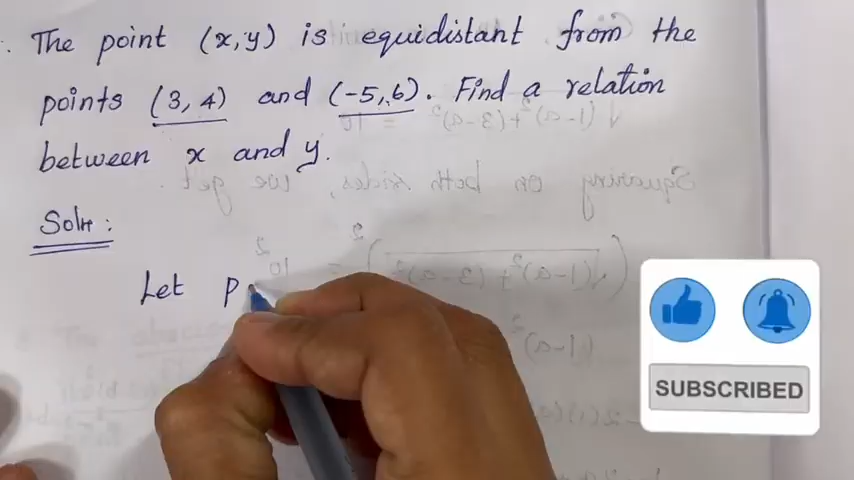 The point (x,y) is equidistant from the
points (3,4) and (-5,6). Find a relation
between x and y.
Soln:
Let P
SUBSCRIBED